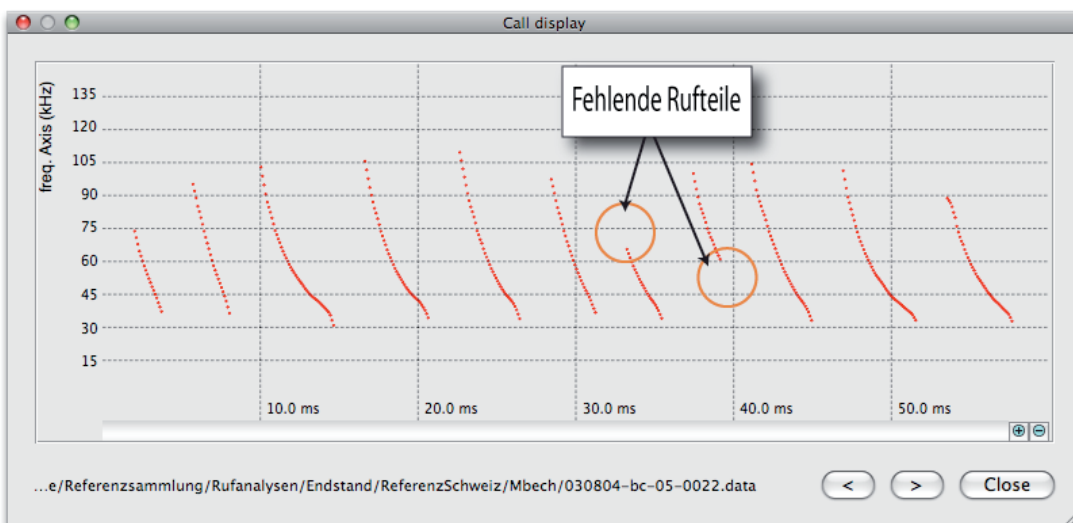 Call display
freq. Axis (kHz)
135
120
105
90
75
60
45
30
15
Fehlende Rufteile
10.0 ms
20.0 ms
30.0 ms
40.0 ms
50.0 ms
...e/Referenzsammlung/Rufanalysen/Endstand/ReferenzSchweiz/Mbech/030804-bc-05-0022.data
<
>
Close